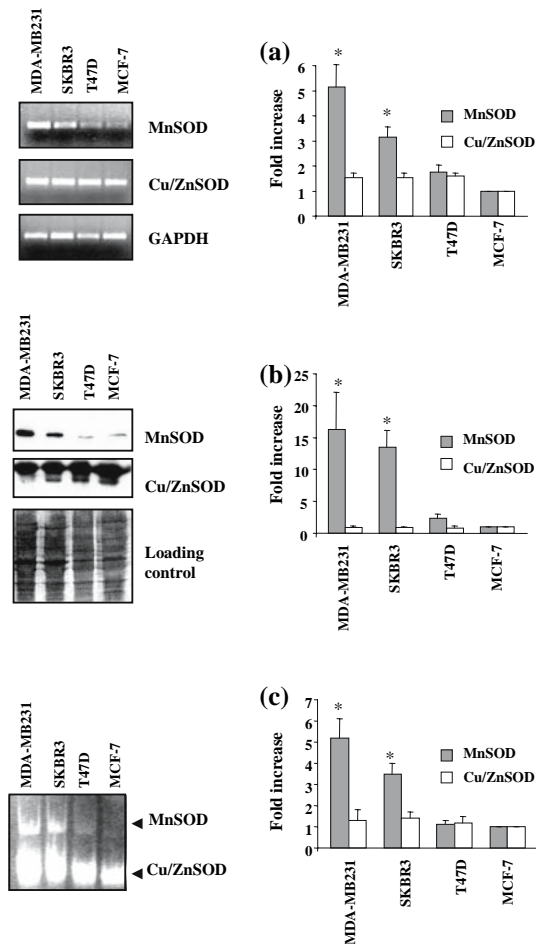 MDA-MB231
SKBR3
T47D
MCF-7
MnSOD
Cu/ZnSOD
GAPDH
(a)
Fold increase
6
5
4
3
2
1
0
*
*
MnSOD
Cu/ZnSOD
MDA-MB231
SKBR3
T47D
MCF-7
MDA-MB231
SKBR3
T47D
MCF-7
MnSOD
Cu/ZnSOD
Loading
control
(b)
Fold increase
25
20
15
10
5
0
*
*
MnSOD
Cu/ZnSOD
MDA-MB231
SKBR3
T47D
MCF-7
MDA-MB231
SKBR3
T47D
MCF-7
MnSOD
Cu/ZnSOD
(c)
Fold increase
7
6
5
4
2
1
0
*
*
MnSOD
Cu/ZnSOD
MDA-MB231
SKBR3
T47D
MCF-7